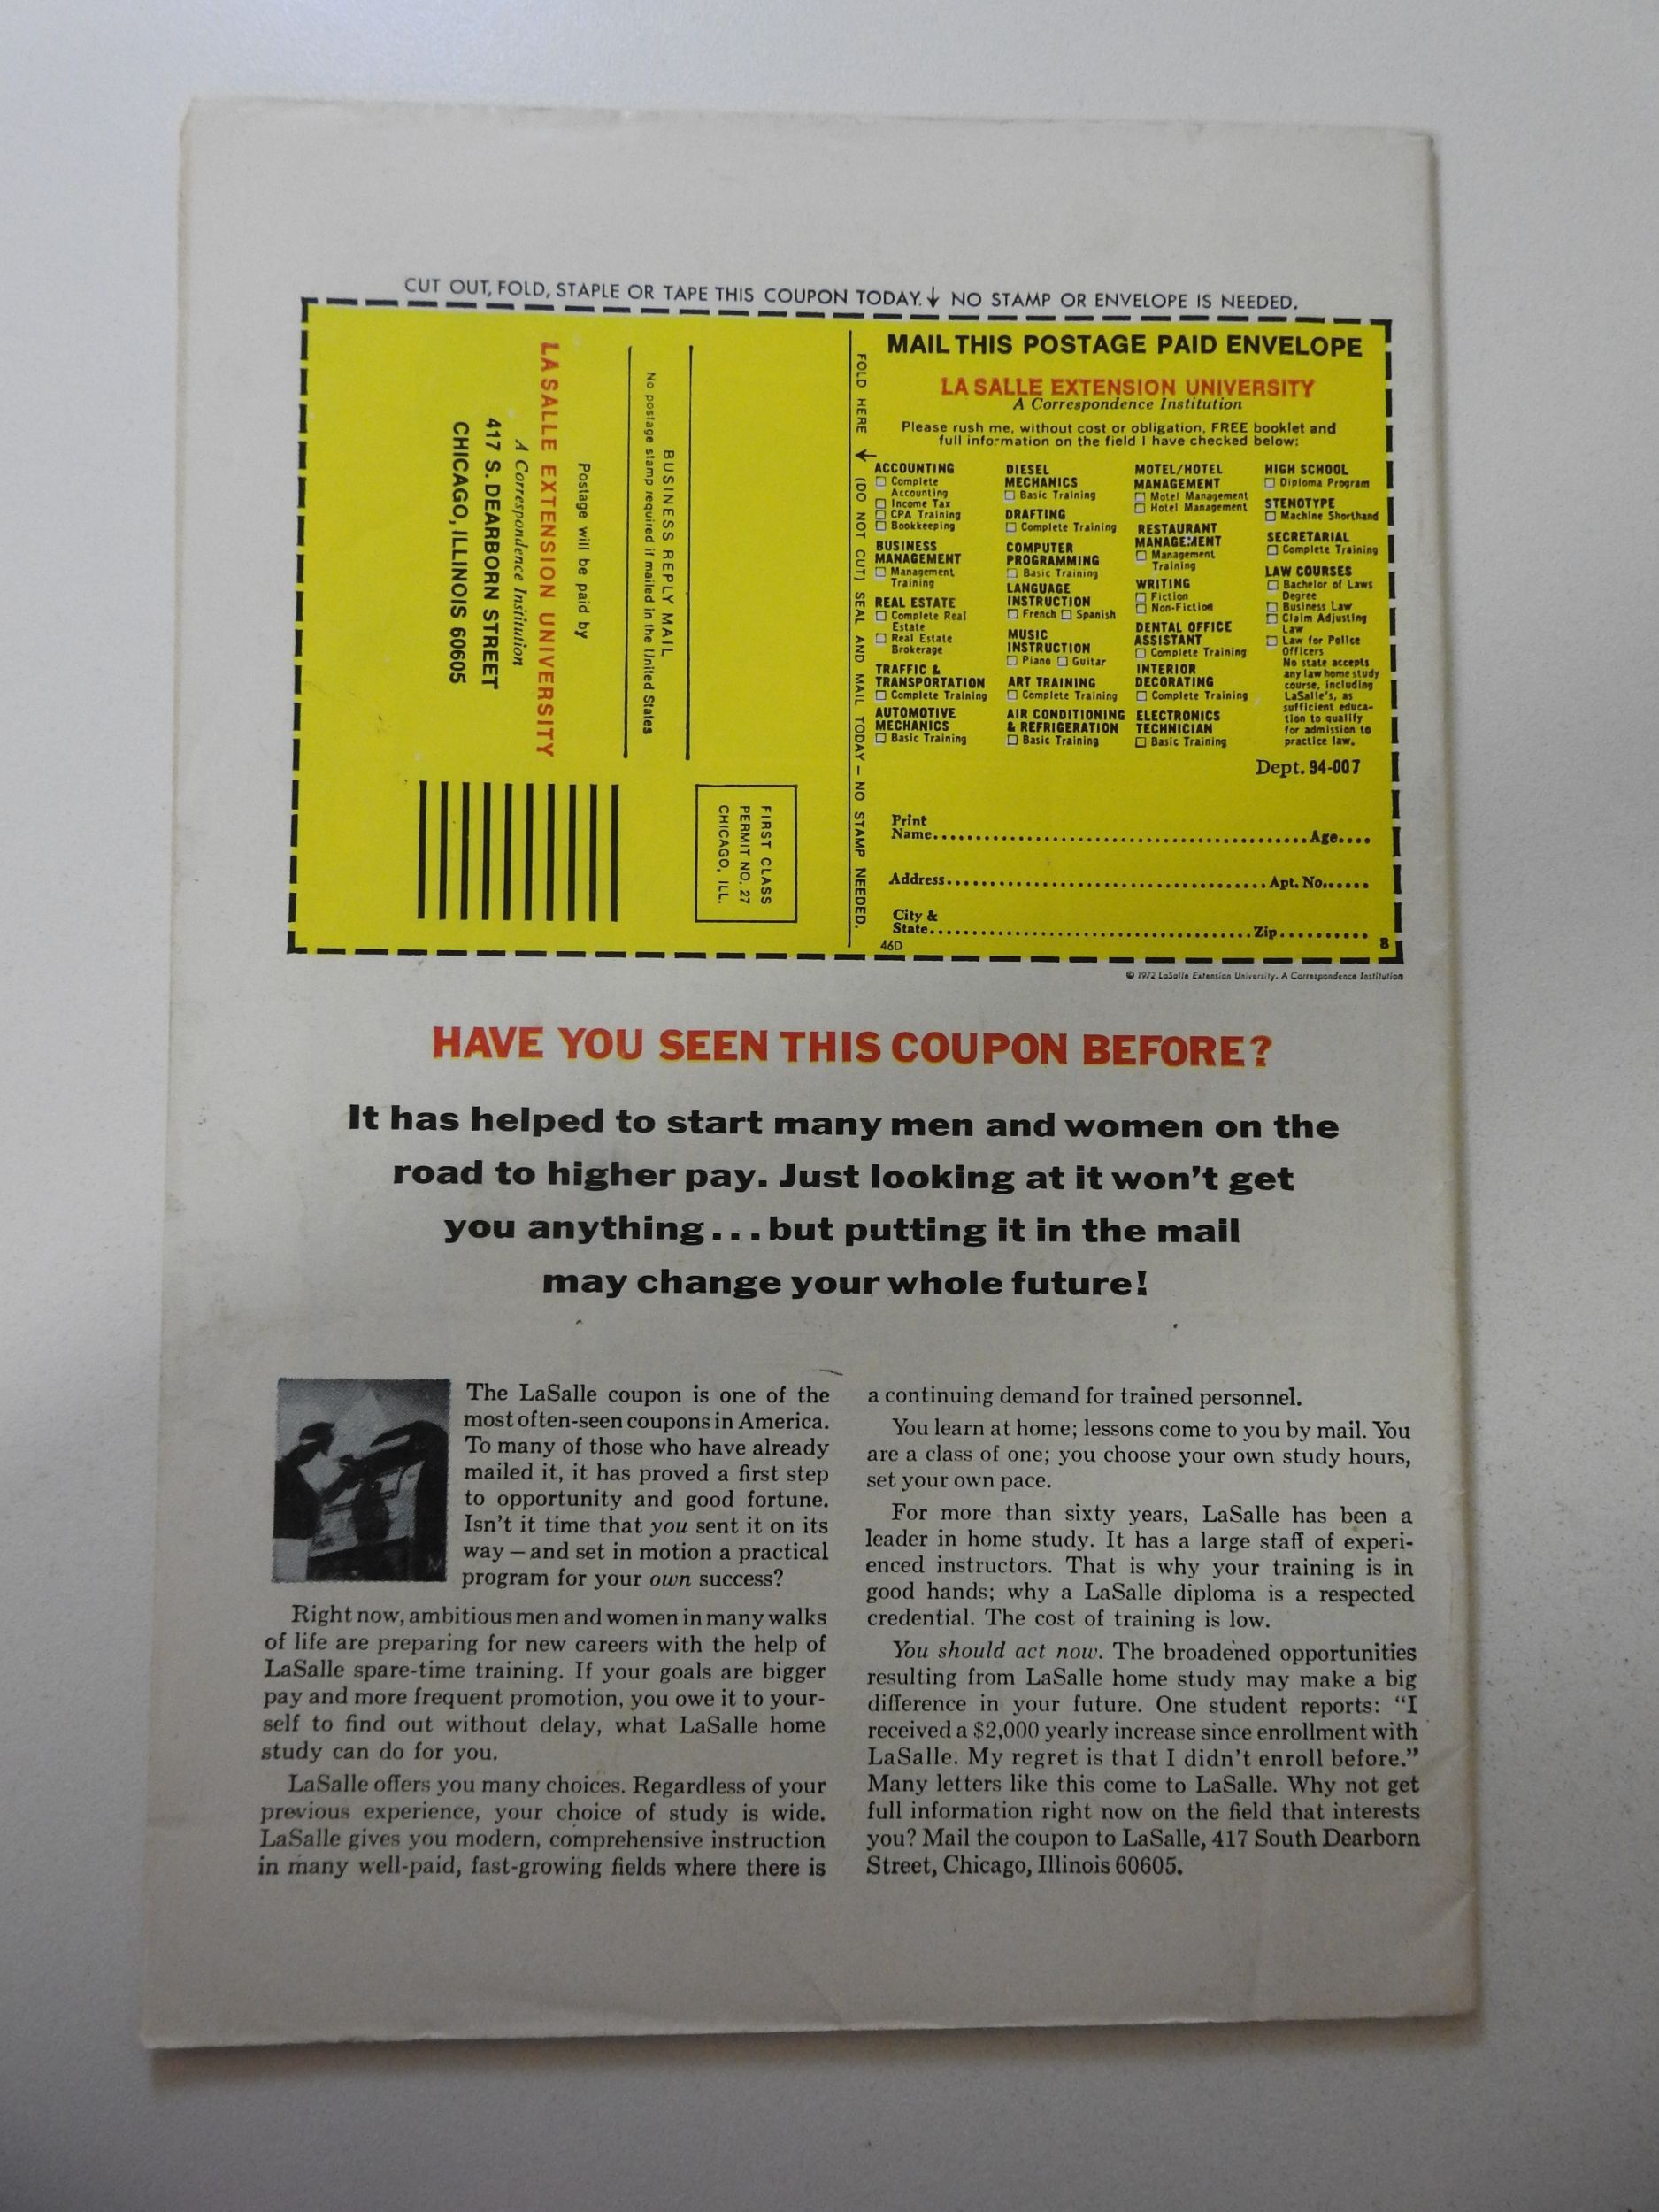 CUT OUT, FOLD, STAPLE OR TAPE THIS COUPON TODAY. ↓ NO STAMP OR ENVELOPE IS NEEDED.
BUSINESS REPLY MAIL
No postage stamp required if mailed in the United States
Postage will be paid by
LA SALLE EXTENSION UNIVERSITY
A Correspondence Institution
417 S. DEARBORN STREET
CHICAGO, ILLINOIS 60605
FIRST CLASS
PERMIT NO. 27
CHICAGO, ILL.
FOLD HERE ← (DO NOT CUT) SEAL AND MAIL TODAY — NO STAMP NEEDED.
MAIL THIS POSTAGE PAID ENVELOPE
LA SALLE EXTENSION UNIVERSITY
A Correspondence Institution
Please rush me, without cost or obligation, FREE booklet and
full information on the field I have checked below:
ACCOUNTING
☐ Complete
Accounting
☐ Income Tax
☐ CPA Training
☐ Bookkeeping
BUSINESS
MANAGEMENT
☐ Management
Training
REAL ESTATE
☐ Complete Real
Estate
☐ Real Estate
Brokerage
TRAFFIC &
TRANSPORTATION
☐ Complete Training
AUTOMOTIVE
MECHANICS
☐ Basic Training
DIESEL
MECHANICS
☐ Basic Training
DRAFTING
☐ Complete Training
COMPUTER
PROGRAMMING
☐ Basic Training
LANGUAGE
INSTRUCTION
☐ French ☐ Spanish
MUSIC
INSTRUCTION
☐ Piano ☐ Guitar
ART TRAINING
☐ Complete Training
AIR CONDITIONING
& REFRIGERATION
☐ Basic Training
MOTEL/HOTEL
MANAGEMENT
☐ Motel Management
☐ Hotel Management
RESTAURANT
MANAGEMENT
☐ Management
Training
WRITING
☐ Fiction
☐ Non-Fiction
DENTAL OFFICE
ASSISTANT
☐ Complete Training
INTERIOR
DECORATING
☐ Complete Training
ELECTRONICS
TECHNICIAN
☐ Basic Training
HIGH SCHOOL
☐ Diploma Program
STENOTYPE
☐ Machine Shorthand
SECRETARIAL
☐ Complete Training
LAW COURSES
☐ Bachelor of Laws
Degree
☐ Business Law
☐ Claim Adjusting
Law
☐ Law for Police
Officers
No state accepts
any law home study
course, including
LaSalle's, as
sufficient educa-
tion to qualify
for admission to
practice law.
Dept. 94-007
Print
Name.............................................Age....
Address.........................................Apt. No......
City &
State.........................................Zip..........
46D 8
© 1972 LaSalle Extension University. A Correspondence Institution
HAVE YOU SEEN THIS COUPON BEFORE?
It has helped to start many men and women on the
road to higher pay. Just looking at it won't get
you anything...but putting it in the mail
may change your whole future!
The LaSalle coupon is one of the
most often-seen coupons in America.
To many of those who have already
mailed it, it has proved a first step
to opportunity and good fortune.
Isn't it time that you sent it on its
way — and set in motion a practical
program for your own success?
Right now, ambitious men and women in many walks
of life are preparing for new careers with the help of
LaSalle spare-time training. If your goals are bigger
pay and more frequent promotion, you owe it to your-
self to find out without delay, what LaSalle home
study can do for you.
LaSalle offers you many choices. Regardless of your
previous experience, your choice of study is wide.
LaSalle gives you modern, comprehensive instruction
in many well-paid, fast-growing fields where there is
a continuing demand for trained personnel.
You learn at home; lessons come to you by mail. You
are a class of one; you choose your own study hours,
set your own pace.
For more than sixty years, LaSalle has been a
leader in home study. It has a large staff of experi-
enced instructors. That is why your training is in
good hands; why a LaSalle diploma is a respected
credential. The cost of training is low.
You should act now. The broadened opportunities
resulting from LaSalle home study may make a big
difference in your future. One student reports: "I
received a $2,000 yearly increase since enrollment with
LaSalle. My regret is that I didn't enroll before."
Many letters like this come to LaSalle. Why not get
full information right now on the field that interests
you? Mail the coupon to LaSalle, 417 South Dearborn
Street, Chicago, Illinois 60605.